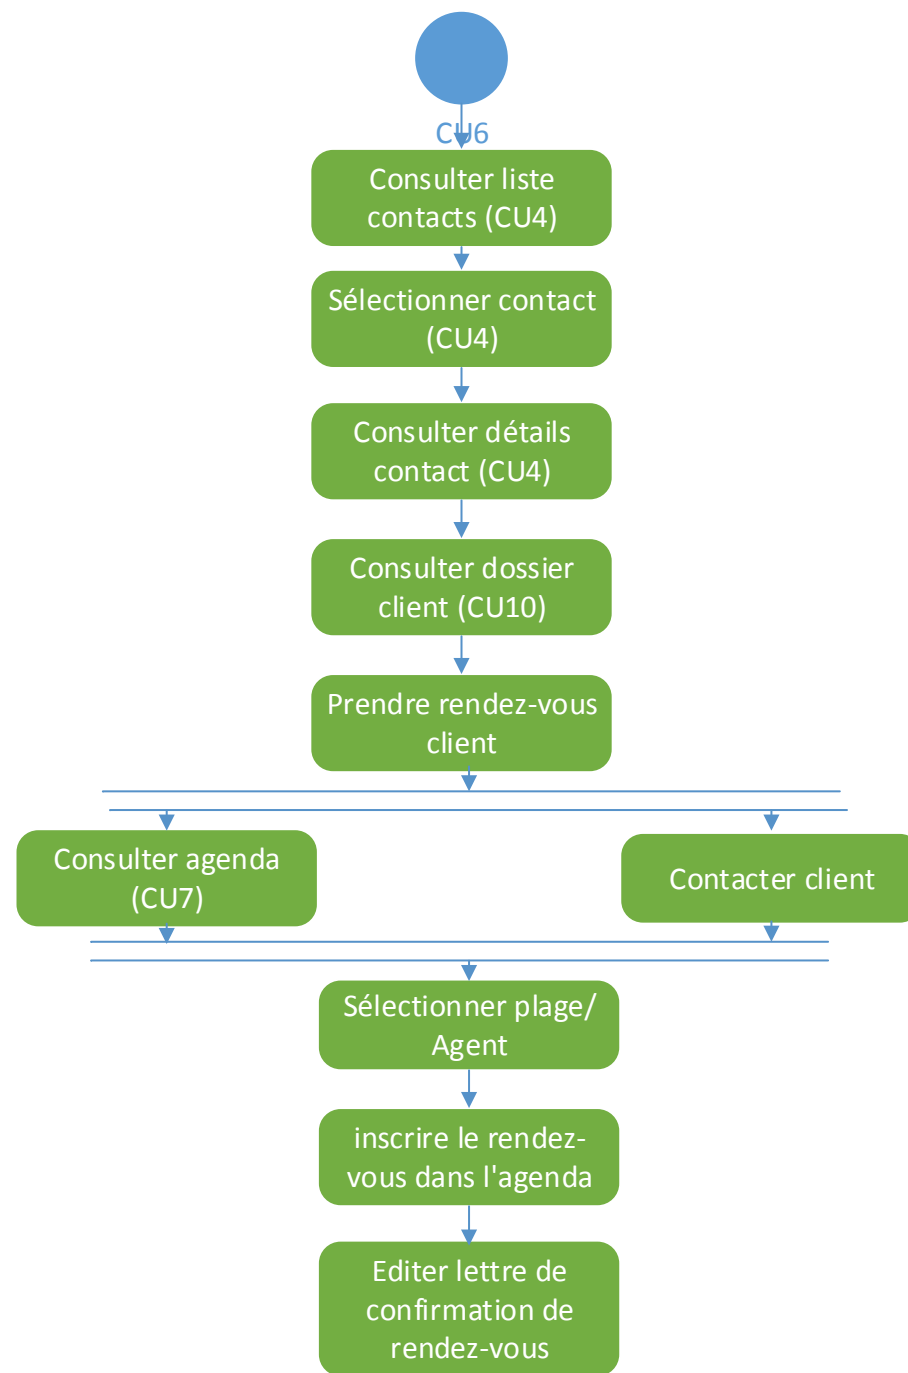 CU6
Consulter liste
contacts (CU4)
Sélectionner contact
(CU4)
Consulter détails
contact (CU4)
Consulter dossier
client (CU10)
Prendre rendez-vous
client
Consulter agenda
(CU7)
Contacter client
Sélectionner plage/
Agent
inscrire le rendez-
vous dans l'agenda
Editer lettre de
confirmation de
rendez-vous